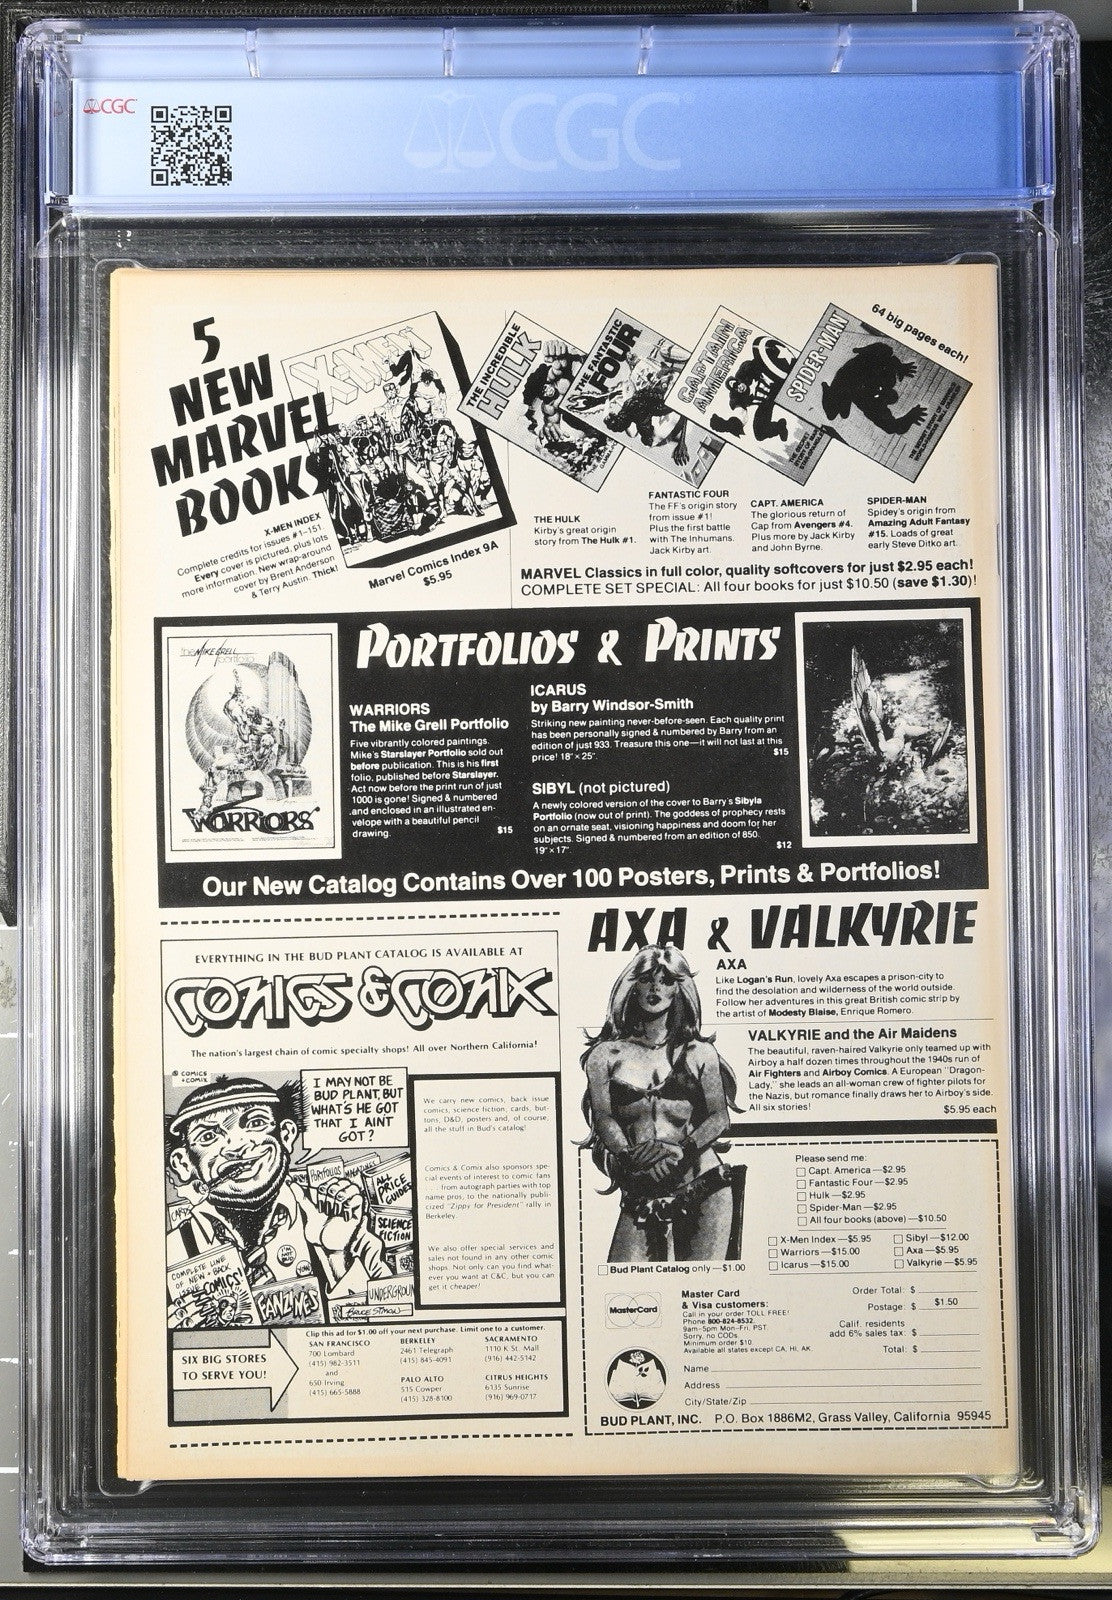 CGC
CGC
5
NEW
MARVEL
BOOKS
X-MEN
X-MEN INDEX
Complete credits for issues #1-151.
Every cover is pictured, plus lots
more information. New wrap-around
cover by Brent Anderson
& Terry Austin. Thick!
Marvel Comics Index 9A
$5.95
THE INCREDIBLE
HULK
THE FANTASTIC
FOUR
CAPTAIN
AMERICA
SPIDER-MAN
64 big pages each!
THE HULK
Kirby's great origin
story from The Hulk #1.
FANTASTIC FOUR
The FF's origin story
from issue #1!
Plus the first battle
with The Inhumans.
Jack Kirby art.
CAPT. AMERICA
The glorious return of
Cap from Avengers #4.
Plus more by Jack Kirby
and John Byrne.
SPIDER-MAN
Spidey's origin from
Amazing Adult Fantasy
#15. Loads of great
early Steve Ditko art.
MARVEL Classics in full color, quality softcovers for just $2.95 each!
COMPLETE SET SPECIAL: All four books for just $10.50 (save $1.30)!
PORTFOLIOS & PRINTS
the MIKE GRELL
portfolio
WARRIORS
WARRIORS
The Mike Grell Portfolio
Five vibrantly colored paintings.
Mike's Starslayer Portfolio sold out
before publication. This is his first
folio, published before Starslayer.
Act now before the print run of just
1000 is gone! Signed & numbered
and enclosed in an illustrated en-
velope with a beautiful pencil
drawing. $15
ICARUS
by Barry Windsor-Smith
Striking new painting never-before-seen. Each quality print
has been personally signed & numbered by Barry from an
edition of just 933. Treasure this one—it will not last at this
price! 18" × 25". $15
SIBYL (not pictured)
A newly colored version of the cover to Barry's Sibyla
Portfolio (now out of print). The goddess of prophecy rests
on an ornate seat, visioning happiness and doom for her
subjects. Signed & numbered from an edition of 850.
19" × 17". $12
Our New Catalog Contains Over 100 Posters, Prints & Portfolios!
EVERYTHING IN THE BUD PLANT CATALOG IS AVAILABLE AT
COMICS & COMIX
The nation's largest chain of comic specialty shops! All over Northern California!
© COMICS
+ COMIX
I MAY NOT BE
BUD PLANT, BUT
WHAT'S HE GOT
THAT I AIN'T
GOT?
PORTFOLIOS
MAGAZINES
ALL
PRICE
GUIDES
SCIENCE
FICTION
CARDS
COMPLETE LINE
OF NEW + BACK
ISSUE
COMICS!
FANZINES
UNDERGROUND
BRUCE SIMON
We carry new comics, back issue
comics, science fiction, cards, but-
tons, D&D, posters and, of course,
all the stuff in Bud's catalog!
Comics & Comix also sponsors spe-
cial events of interest to comic fans
. . . from autograph parties with top
name pros, to the nationally publi-
cized "Zippy for President" rally in
Berkeley.
We also offer special services and
sales not found in any other comic
shops. Not only can you find what-
ever you want at C&C, but you can
get it cheaper!
SIX BIG STORES
TO SERVE YOU!
Clip this ad for $1.00 off your next purchase. Limit one to a customer.
SAN FRANCISCO
700 Lombard
(415) 982-3511
and
650 Irving
(415) 665-5888
BERKELEY
2461 Telegraph
(415) 845-4091
PALO ALTO
515 Cowper
(415) 328-8100
SACRAMENTO
1110 K St. Mall
(916) 442-5142
CITRUS HEIGHTS
6135 Sunrise
(916) 969-0717
AXA & VALKYRIE
AXA
Like Logan's Run, lovely Axa escapes a prison-city to
find the desolation and wilderness of the world outside.
Follow her adventures in this great British comic strip by
the artist of Modesty Blaise, Enrique Romero.
VALKYRIE and the Air Maidens
The beautiful, raven-haired Valkyrie only teamed up with
Airboy a half dozen times throughout the 1940s run of
Air Fighters and Airboy Comics. A European "Dragon-
Lady," she leads an all-woman crew of fighter pilots for
the Nazis, but romance finally draws her to Airboy's side.
All six stories! $5.95 each
Please send me:
Capt. America—$2.95
Fantastic Four—$2.95
Hulk—$2.95
Spider-Man—$2.95
All four books (above)—$10.50
X-Men Index—$5.95
Warriors—$15.00
Icarus—$15.00
Sibyl—$12.00
Axa—$5.95
Valkyrie—$5.95
Bud Plant Catalog only—$1.00
MasterCard
Master Card
& Visa customers:
Call in your order TOLL FREE!
Phone 800-824-8532,
9am-5pm Mon-Fri, PST.
Sorry, no CODs.
Minimum order $10.
Available all states except CA, HI, AK.
Order Total: $
Postage: $ $1.50
Calif. residents
add 6% sales tax: $
Total: $
Name
Address
City/State/Zip
BUD PLANT, INC. P.O. Box 1886M2, Grass Valley, California 95945